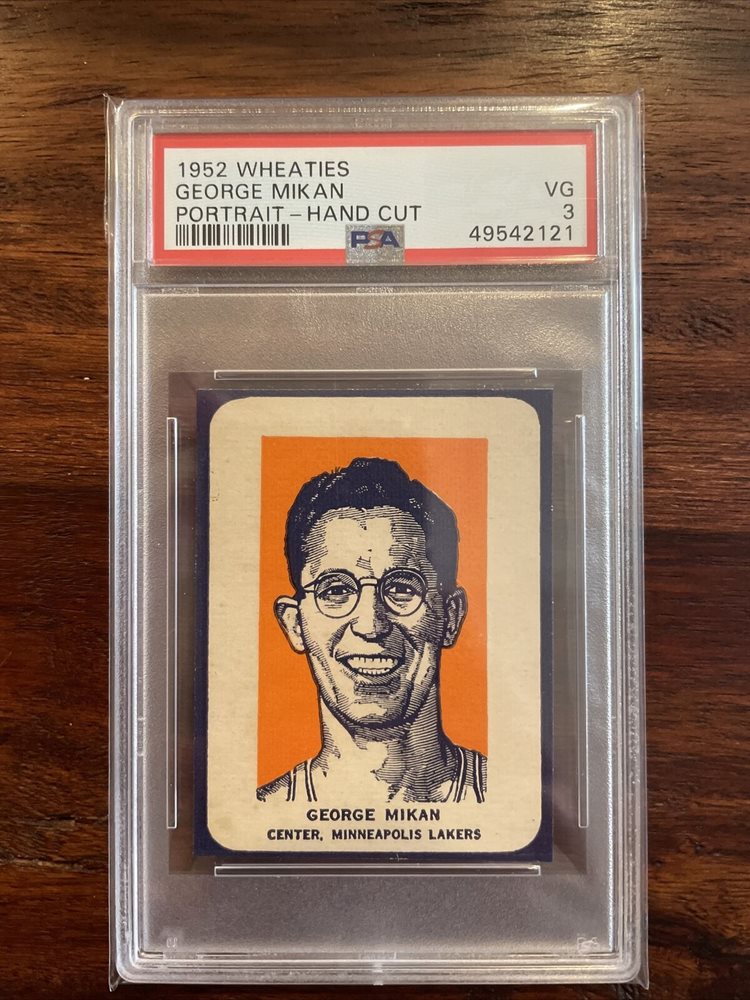 1952 WHEATIES
GEORGE MIKAN VG
PORTRAIT – HAND CUT 3
PSA 49542121
GEORGE MIKAN
CENTER, MINNEAPOLIS LAKERS